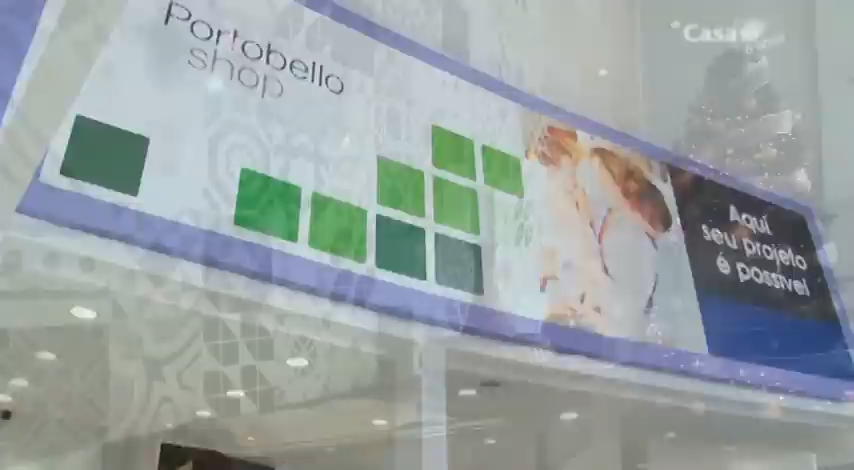 Portobello
shop
Casa
Aqui
seu projeto
é possível